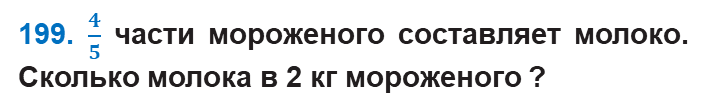 199. 4/5 части мороженого составляет молоко.
Сколько молока в 2 кг мороженого ?